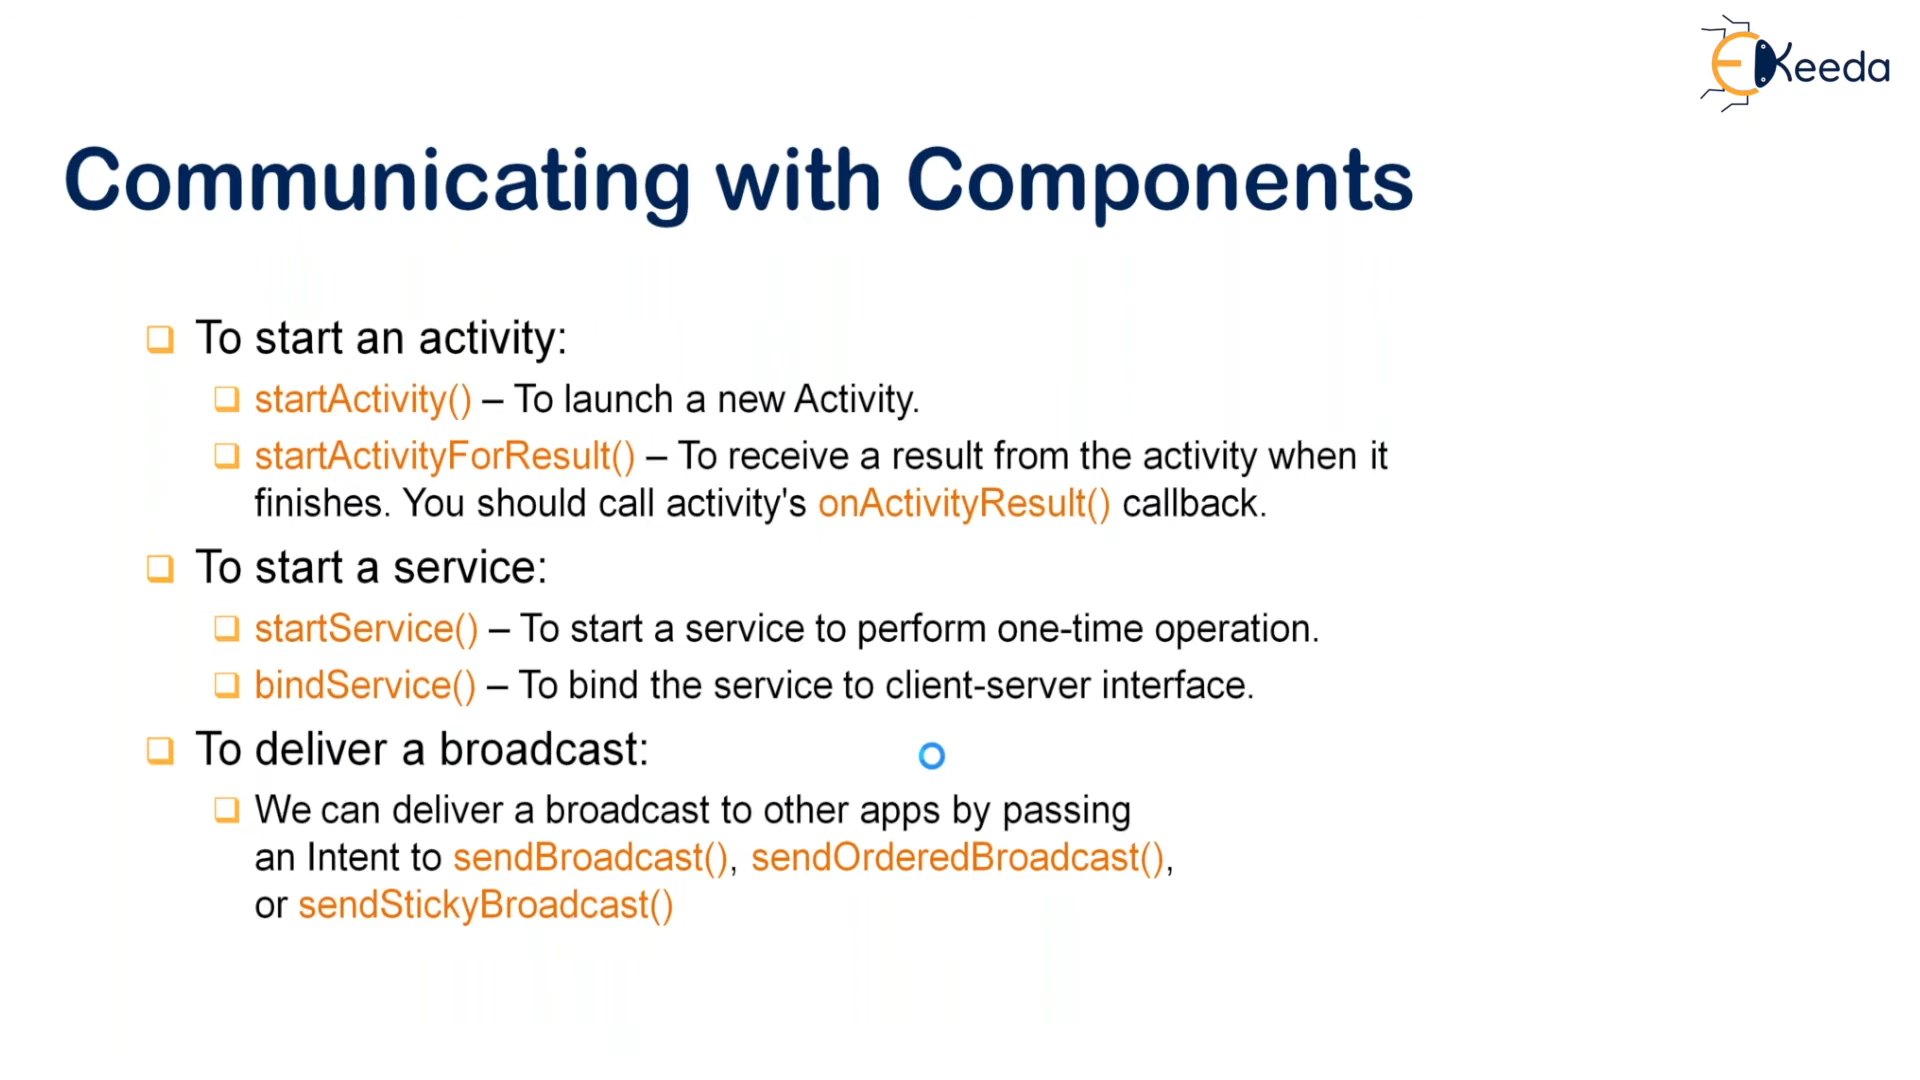 EKeeda
Communicating with Components
To start an activity:
startActivity() – To launch a new Activity.
startActivityForResult() – To receive a result from the activity when it
finishes. You should call activity's onActivityResult() callback.
To start a service:
startService() – To start a service to perform one-time operation.
bindService() – To bind the service to client-server interface.
To deliver a broadcast:
We can deliver a broadcast to other apps by passing
an Intent to sendBroadcast(), sendOrderedBroadcast(),
or sendStickyBroadcast()